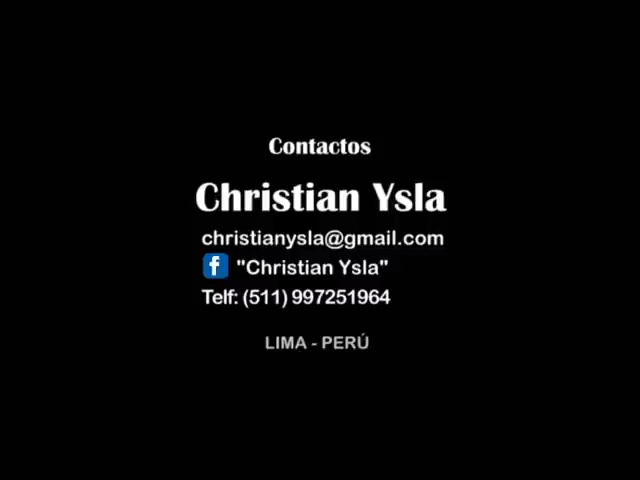 Contactos
Christian Ysla
christianysla@gmail.com
"Christian Ysla"
Telf: (511) 997251964
LIMA - PERÚ